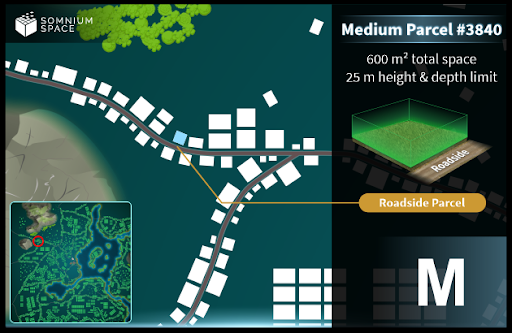 SOMNIUM
SPACE
Medium Parcel #3840
600 m² total space
25 m height & depth limit
Roadside
Roadside Parcel
M